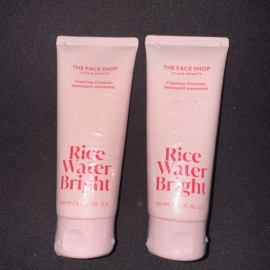 THE FACE SHOP
CLEAN BEAUTY
Foaming Cleanser
Nettoyant moussant
Rice
Water
Bright
THE FACE SHOP
CLEAN BEAUTY
Foaming Cleanser
Nettoyant moussant
Rice
Water
Bright